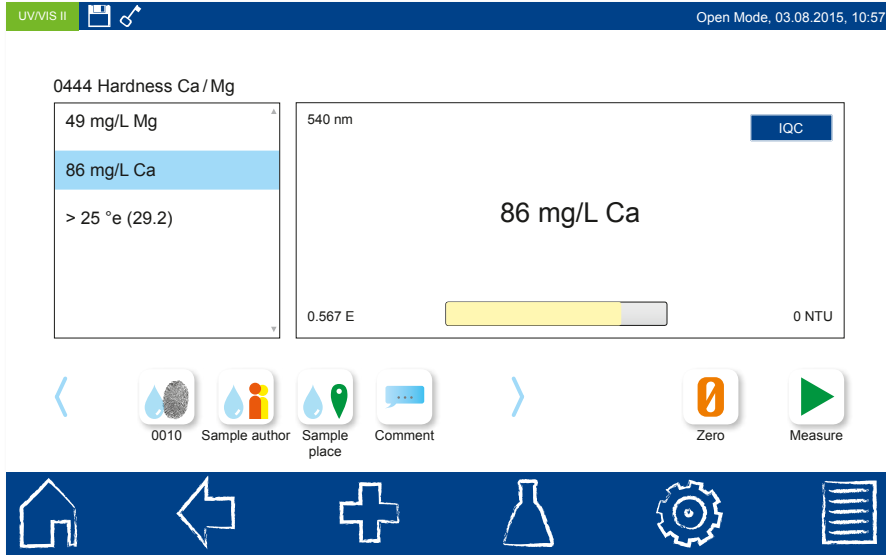 UV/VIS II
Open Mode, 03.08.2015, 10:57
0444 Hardness Ca / Mg
49 mg/L Mg
86 mg/L Ca
> 25 °e (29.2)
540 nm
IQC
86 mg/L Ca
0.567 E
0 NTU
0010
Sample author
Sample
place
Comment
Zero
Measure